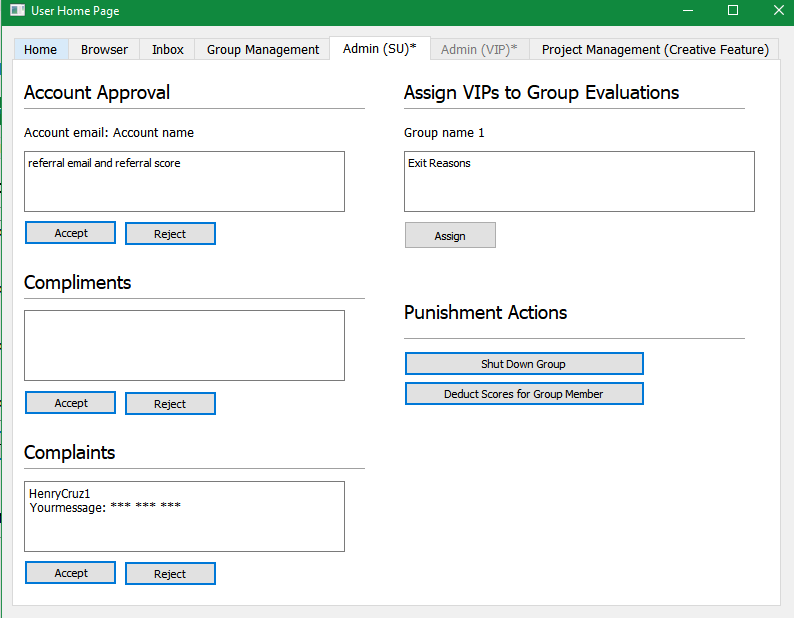 User Home Page
Home Browser Inbox Group Management Admin (SU)* Admin (VIP)* Project Management (Creative Feature)
Account Approval
Account email: Account name
referral email and referral score
Accept Reject
Compliments
Accept Reject
Complaints
HenryCruz1
Yourmessage: *** *** ***
Accept Reject
Assign VIPs to Group Evaluations
Group name 1
Exit Reasons
Assign
Punishment Actions
Shut Down Group
Deduct Scores for Group Member